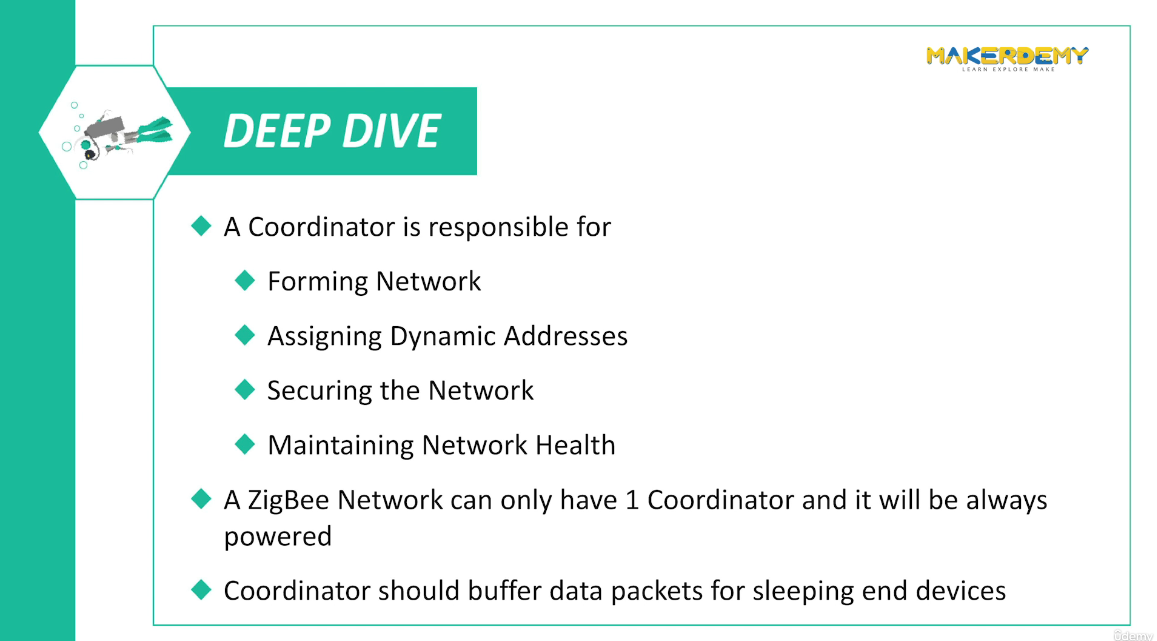 MAKERDEMY
LEARN EXPLORE MAKE
DEEP DIVE
A Coordinator is responsible for
Forming Network
Assigning Dynamic Addresses
Securing the Network
Maintaining Network Health
A ZigBee Network can only have 1 Coordinator and it will be always
powered
Coordinator should buffer data packets for sleeping end devices
ûdemy